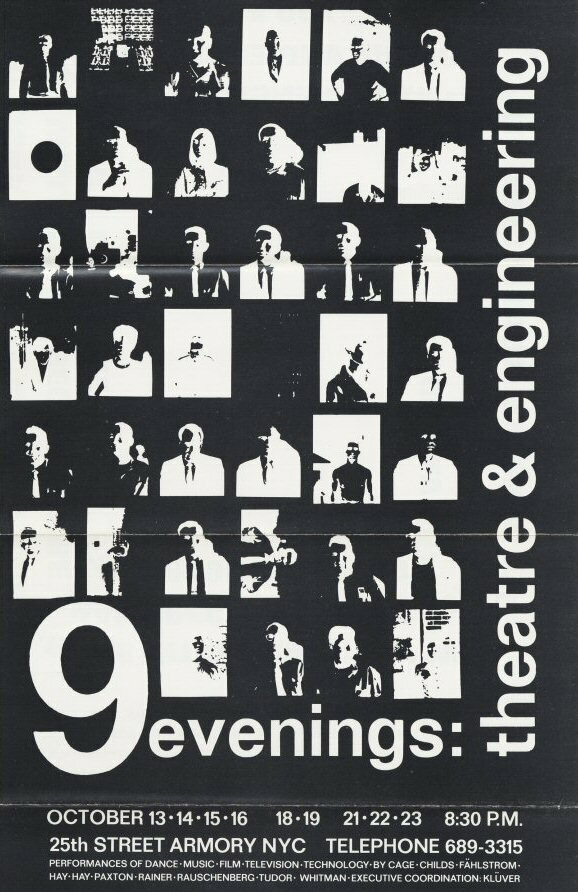 9 evenings: theatre & engineering
OCTOBER 13·14·15·16 18·19 21·22·23 8:30 P.M.
25th STREET ARMORY NYC TELEPHONE 689-3315
PERFORMANCES OF DANCE·MUSIC·FILM·TELEVISION·TECHNOLOGY·BY CAGE·CHILDS·FÄHLSTROM·
HAY·HAY·PAXTON·RAINER·RAUSCHENBERG·TUDOR· WHITMAN·EXECUTIVE COORDINATION: KLÜVER